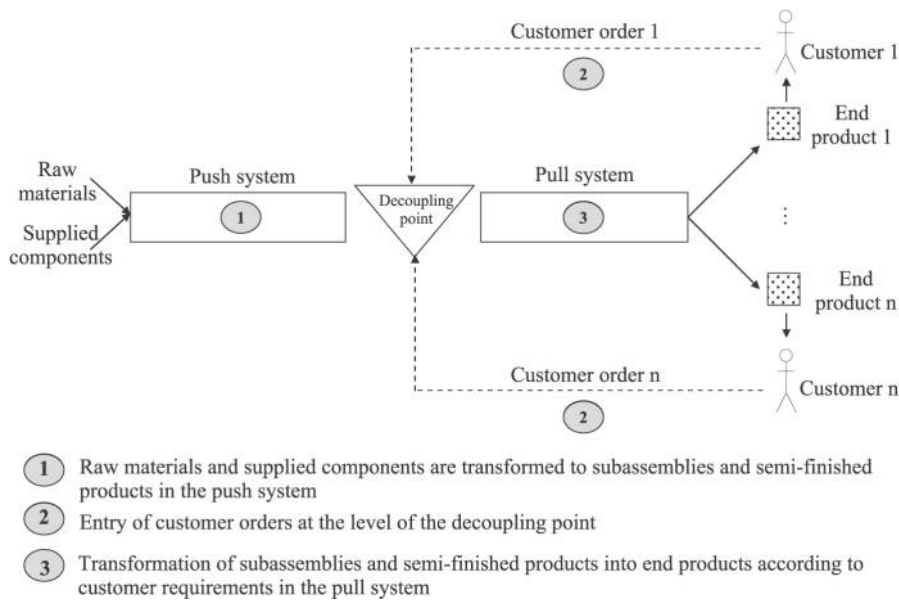 Customer order 1
2
Customer 1
End
product 1
Raw
materials
Push system
Pull system
1
Decoupling
point
3
⋮
Supplied
components
End
product n
Customer order n
2
Customer n
1 Raw materials and supplied components are transformed to subassemblies and semi-finished
products in the push system
2 Entry of customer orders at the level of the decoupling point
3 Transformation of subassemblies and semi-finished products into end products according to
customer requirements in the pull system